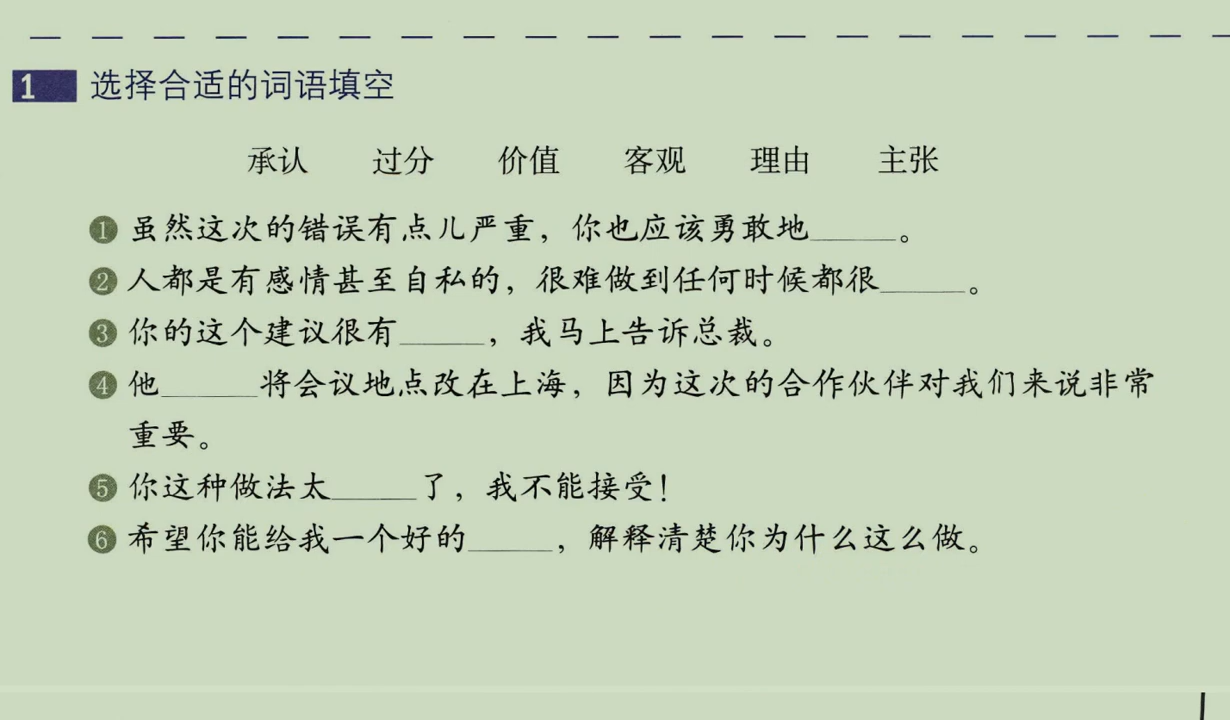 1 选择合适的词语填空
承认 过分 价值 客观 理由 主张
① 虽然这次的错误有点儿严重，你也应该勇敢地_____。
② 人都是有感情甚至自私的，很难做到任何时候都很_____。
③ 你的这个建议很有_____，我马上告诉总裁。
④ 他_____将会议地点改在上海，因为这次的合作伙伴对我们来说非常
重要。
⑤ 你这种做法太_____了，我不能接受！
⑥ 希望你能给我一个好的_____，解释清楚你为什么这么做。